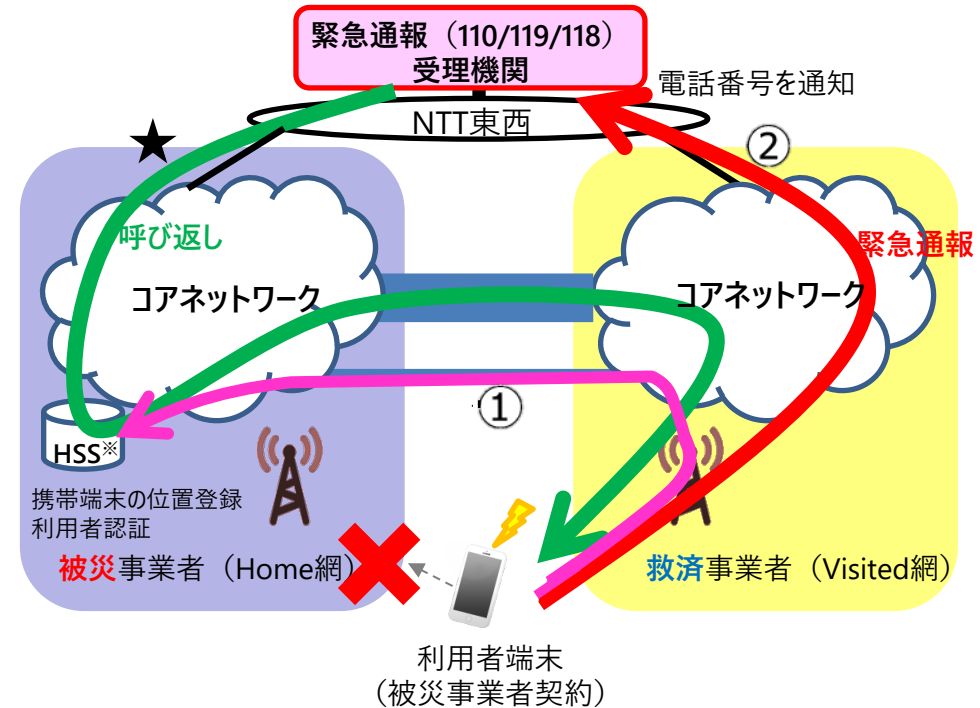 緊急通報（110/119/118）
受理機関
電話番号を通知
NTT東西
★
②
呼び返し
緊急通報
コアネットワーク
コアネットワーク
①
HSS※
携帯端末の位置登録
利用者認証
被災事業者（Home網）
救済事業者（Visited網）
利用者端末
（被災事業者契約）